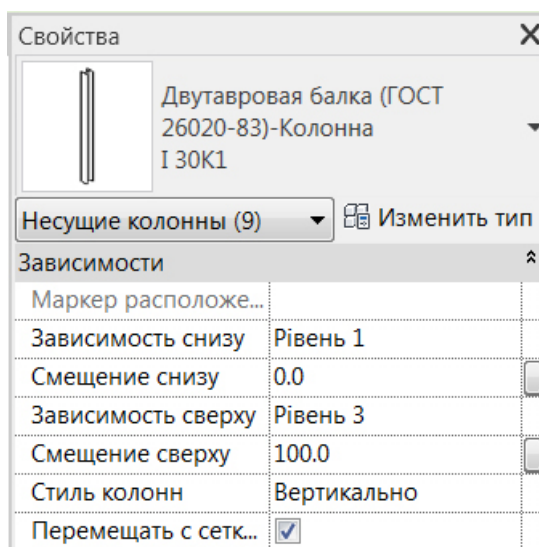 Свойства
Двутавровая балка (ГОСТ
26020-83)-Колонна
I 30К1
Несущие колонны (9) Изменить тип
Зависимости
Маркер расположе...
Зависимость снизу Рівень 1
Смещение снизу 0.0
Зависимость сверху Рівень 3
Смещение сверху 100.0
Стиль колонн Вертикально
Перемещать с сетк...